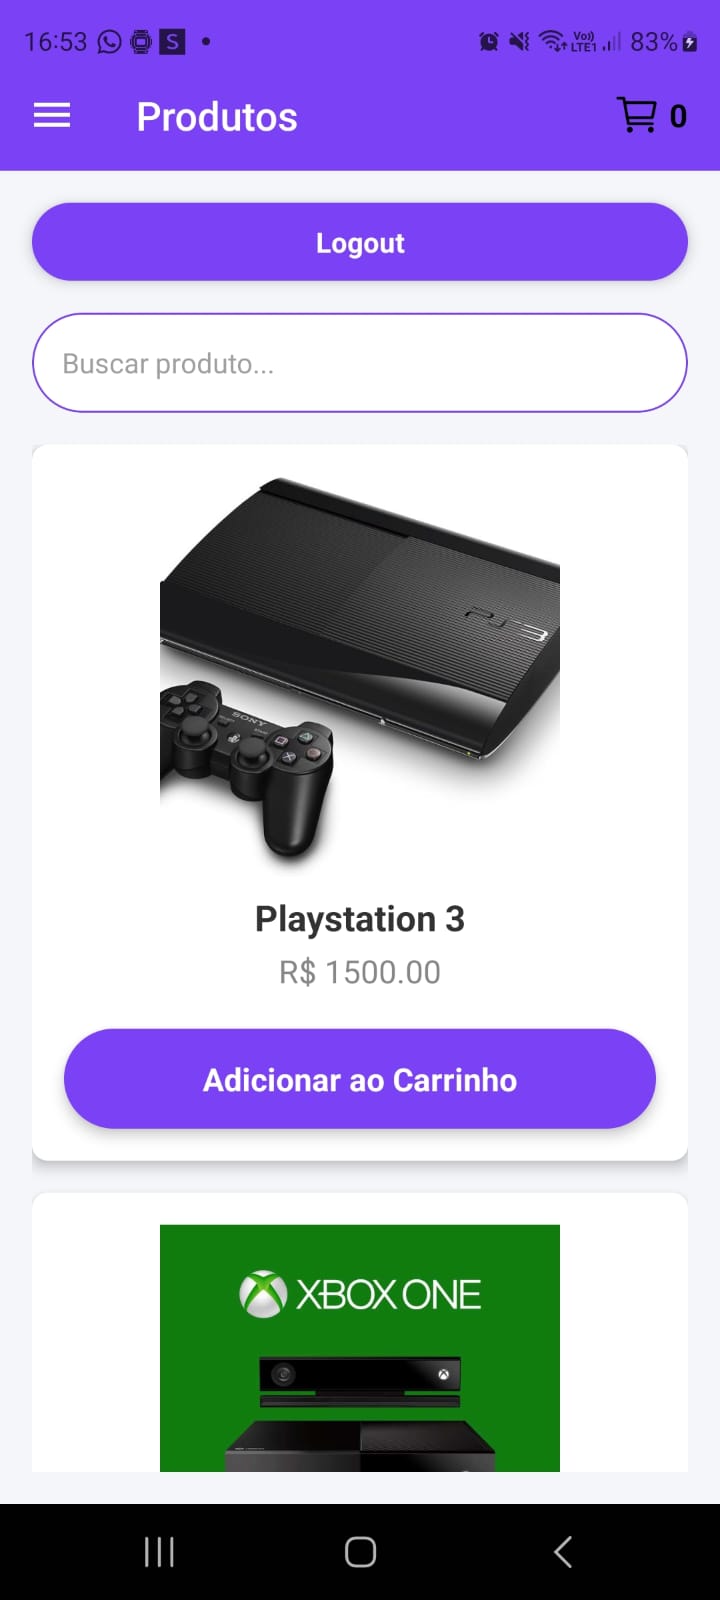 16:53 S 83%
Vo))
LTE1
Produtos 0
Logout
Buscar produto...
PS3
SONY
Playstation 3
R$ 1500.00
Adicionar ao Carrinho
XBOX ONE